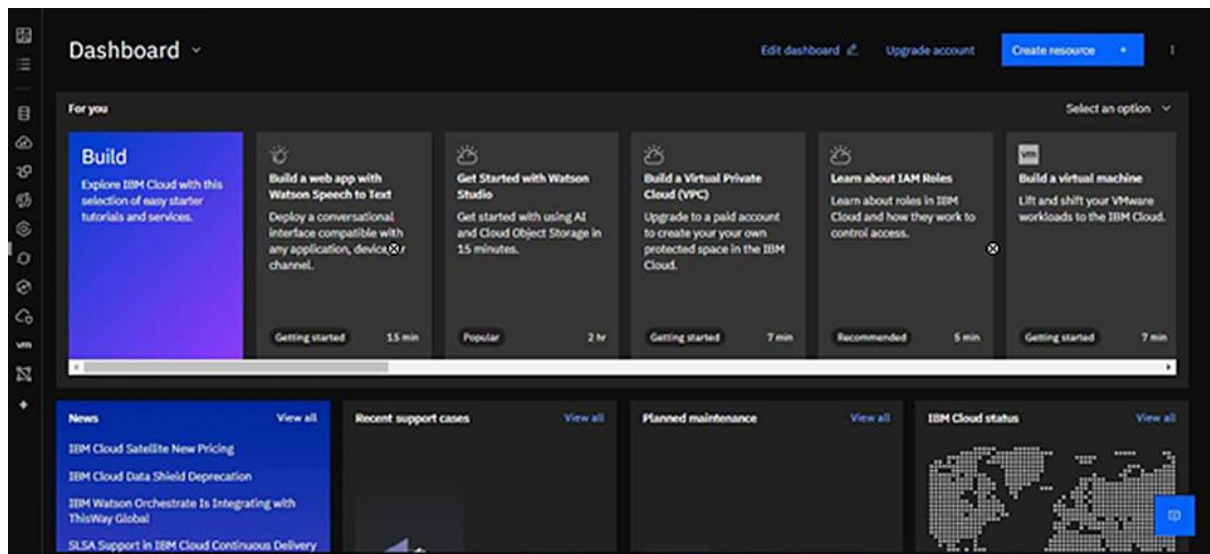 Dashboard
Edit dashboard
Upgrade account
Create resource +
For you
Select an option
Build
Explore IBM Cloud with this
selection of easy starter
tutorials and services.
Build a web app with
Watson Speech to Text
Deploy a conversational
interface compatible with
any application, device, or
channel.
Getting started
15 min
Get Started with Watson
Studio
Get started with using AI
and Cloud Object Storage in
15 minutes.
Popular
2 hr
Build a Virtual Private
Cloud (VPC)
Upgrade to a paid account
to create your your own
protected space in the IBM
Cloud.
Getting started
7 min
Learn about IAM Roles
Learn about roles in IBM
Cloud and how they work to
control access.
Recommended
5 min
vm
Build a virtual machine
Lift and shift your VMware
workloads to the IBM Cloud.
Getting started
7 min
vm
News
View all
IBM Cloud Satellite New Pricing
IBM Cloud Data Shield Deprecation
IBM Watson Orchestrate Is Integrating with
ThisWay Global
SLSA Support in IBM Cloud Continuous Delivery
Recent support cases
View all
Planned maintenance
View all
IBM Cloud status
View all